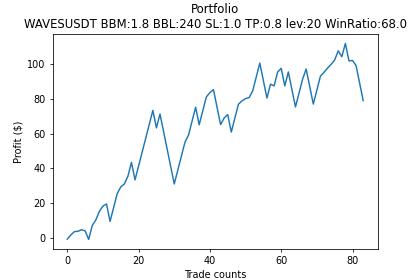 Portfolio
WAVESUSDT BBM:1.8 BBL:240 SL:1.0 TP:0.8 lev:20 WinRatio:68.0
100
80
60
40
20
0
Profit ($)
0 20 40 60 80
Trade counts